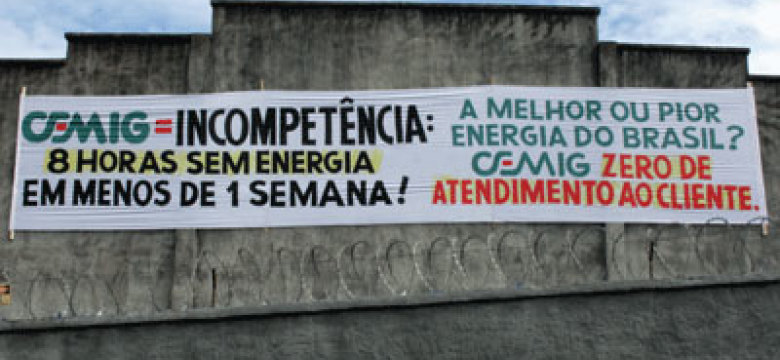 CEMIG = INCOMPETÊNCIA:
8 HORAS SEM ENERGIA
EM MENOS DE 1 SEMANA!
A MELHOR OU PIOR
ENERGIA DO BRASIL?
CEMIG ZERO DE
ATENDIMENTO AO CLIENTE.